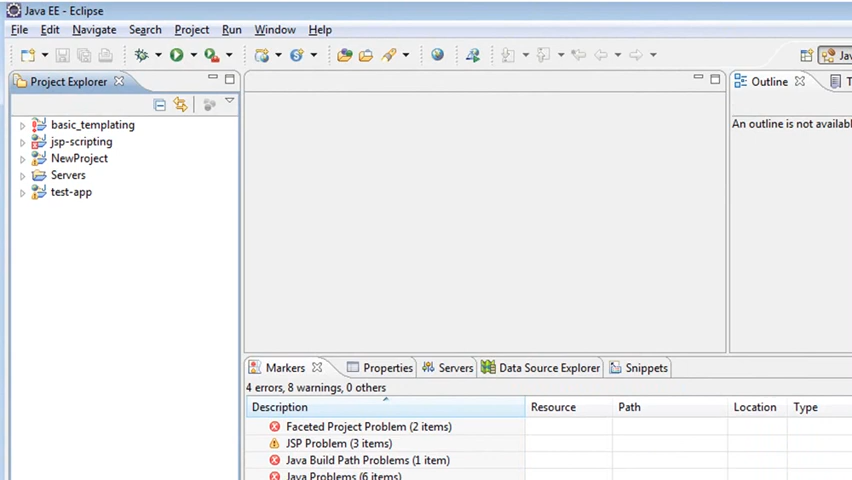 Java EE - Eclipse
File Edit Navigate Search Project Run Window Help
Jav
Project Explorer
Outline
T
An outline is not availabl
basic_templating
jsp-scripting
NewProject
Servers
test-app
Markers Properties Servers Data Source Explorer Snippets
4 errors, 8 warnings, 0 others
Description Resource Path Location Type
Faceted Project Problem (2 items)
JSP Problem (3 items)
Java Build Path Problems (1 item)
Java Problems (6 items)